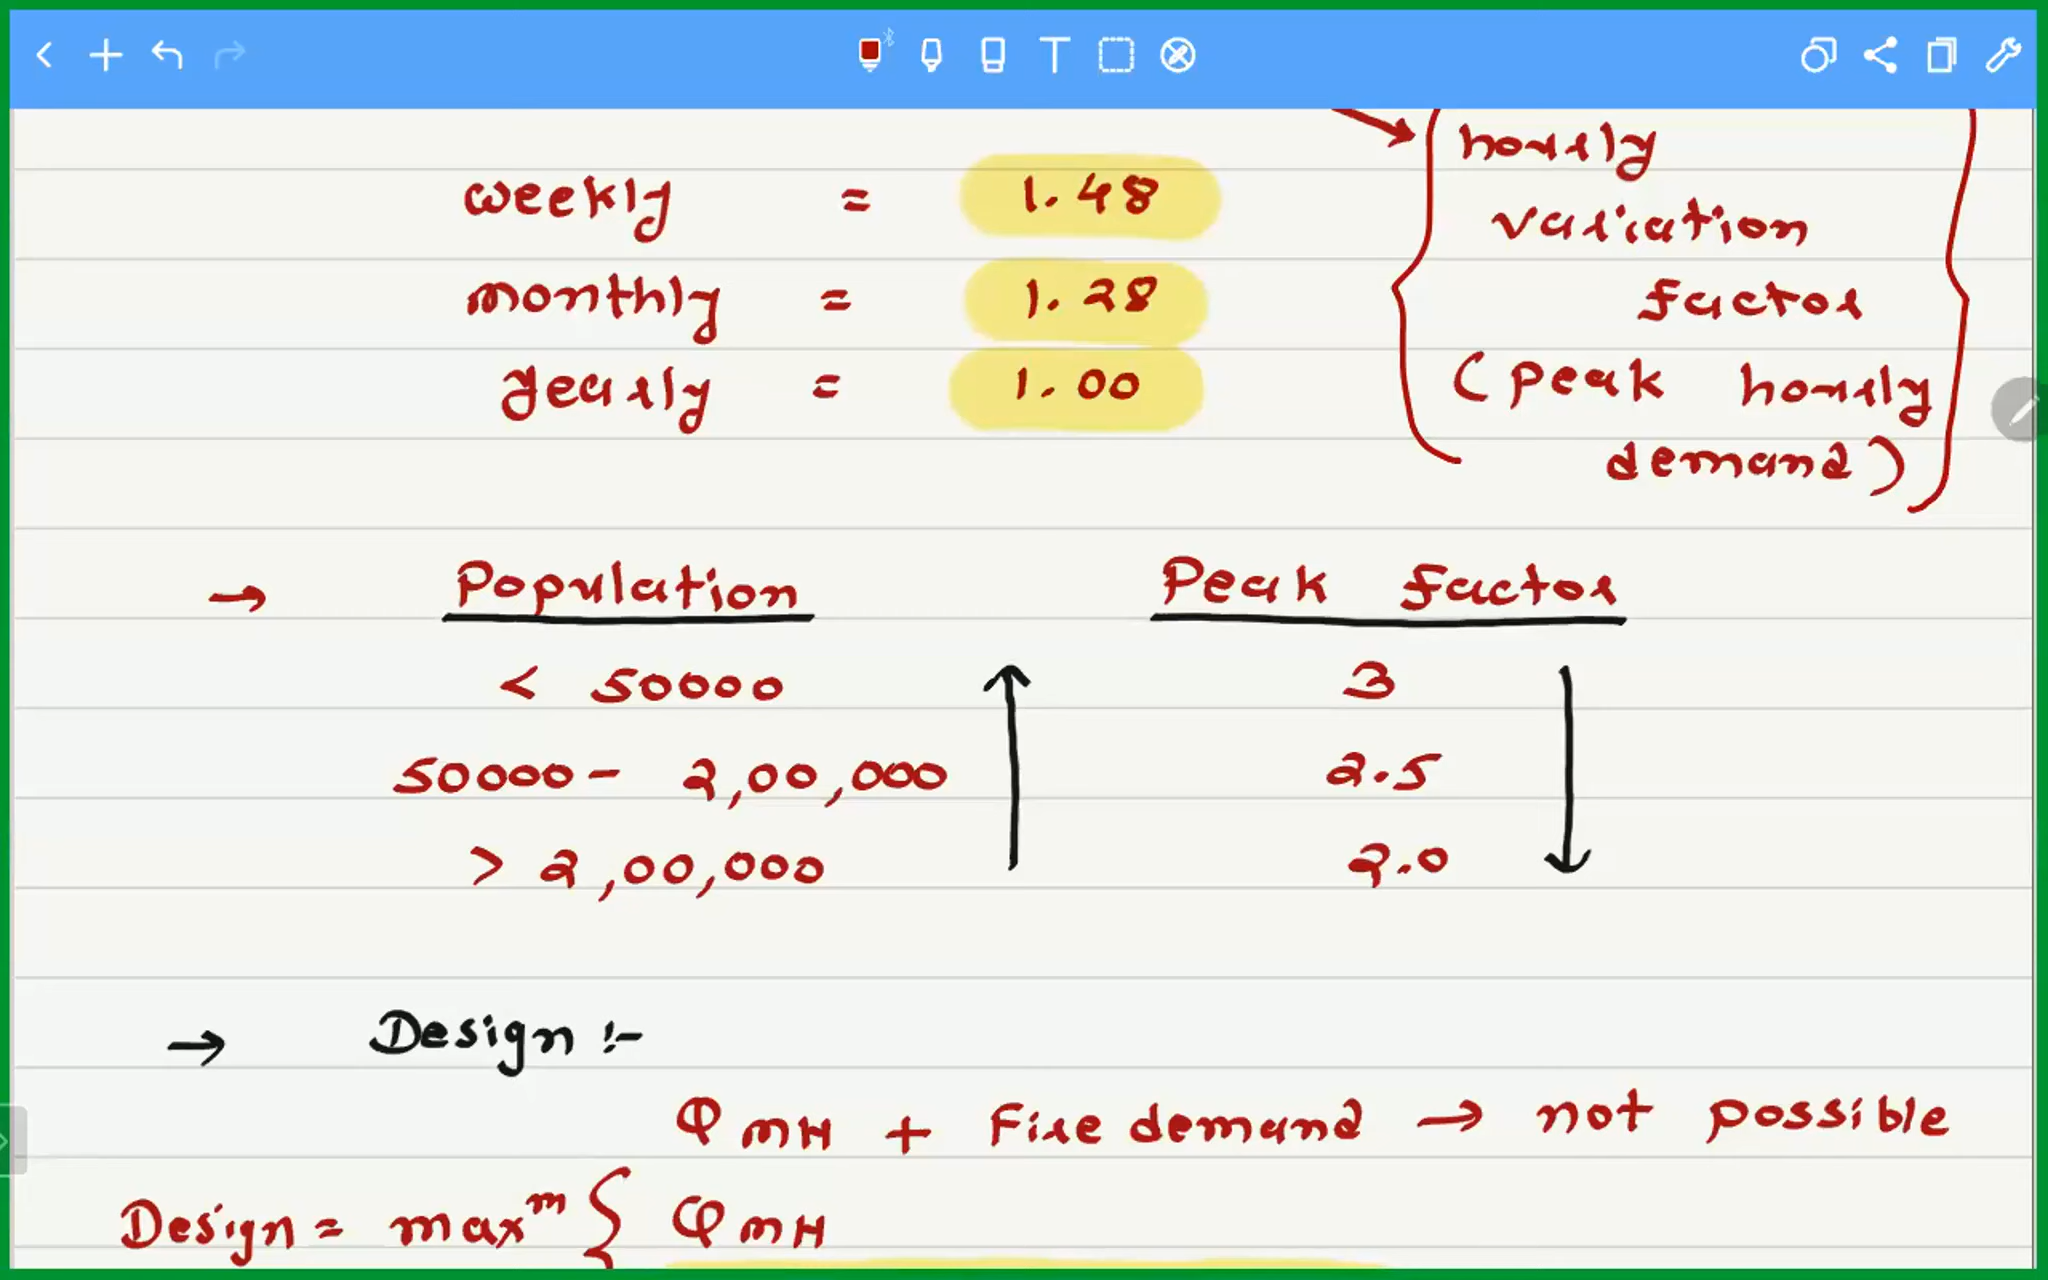 hourly
variation
factor
(peak hourly
demand)
weekly = 1.48
monthly = 1.28
yearly = 1.00
→ Population Peak factor
< 50000 3
50000 - 2,00,000 2.5
> 2,00,000 2.0
→ Design :-
Q mH + Fire demand → not possible
Design = max^m { Q mH